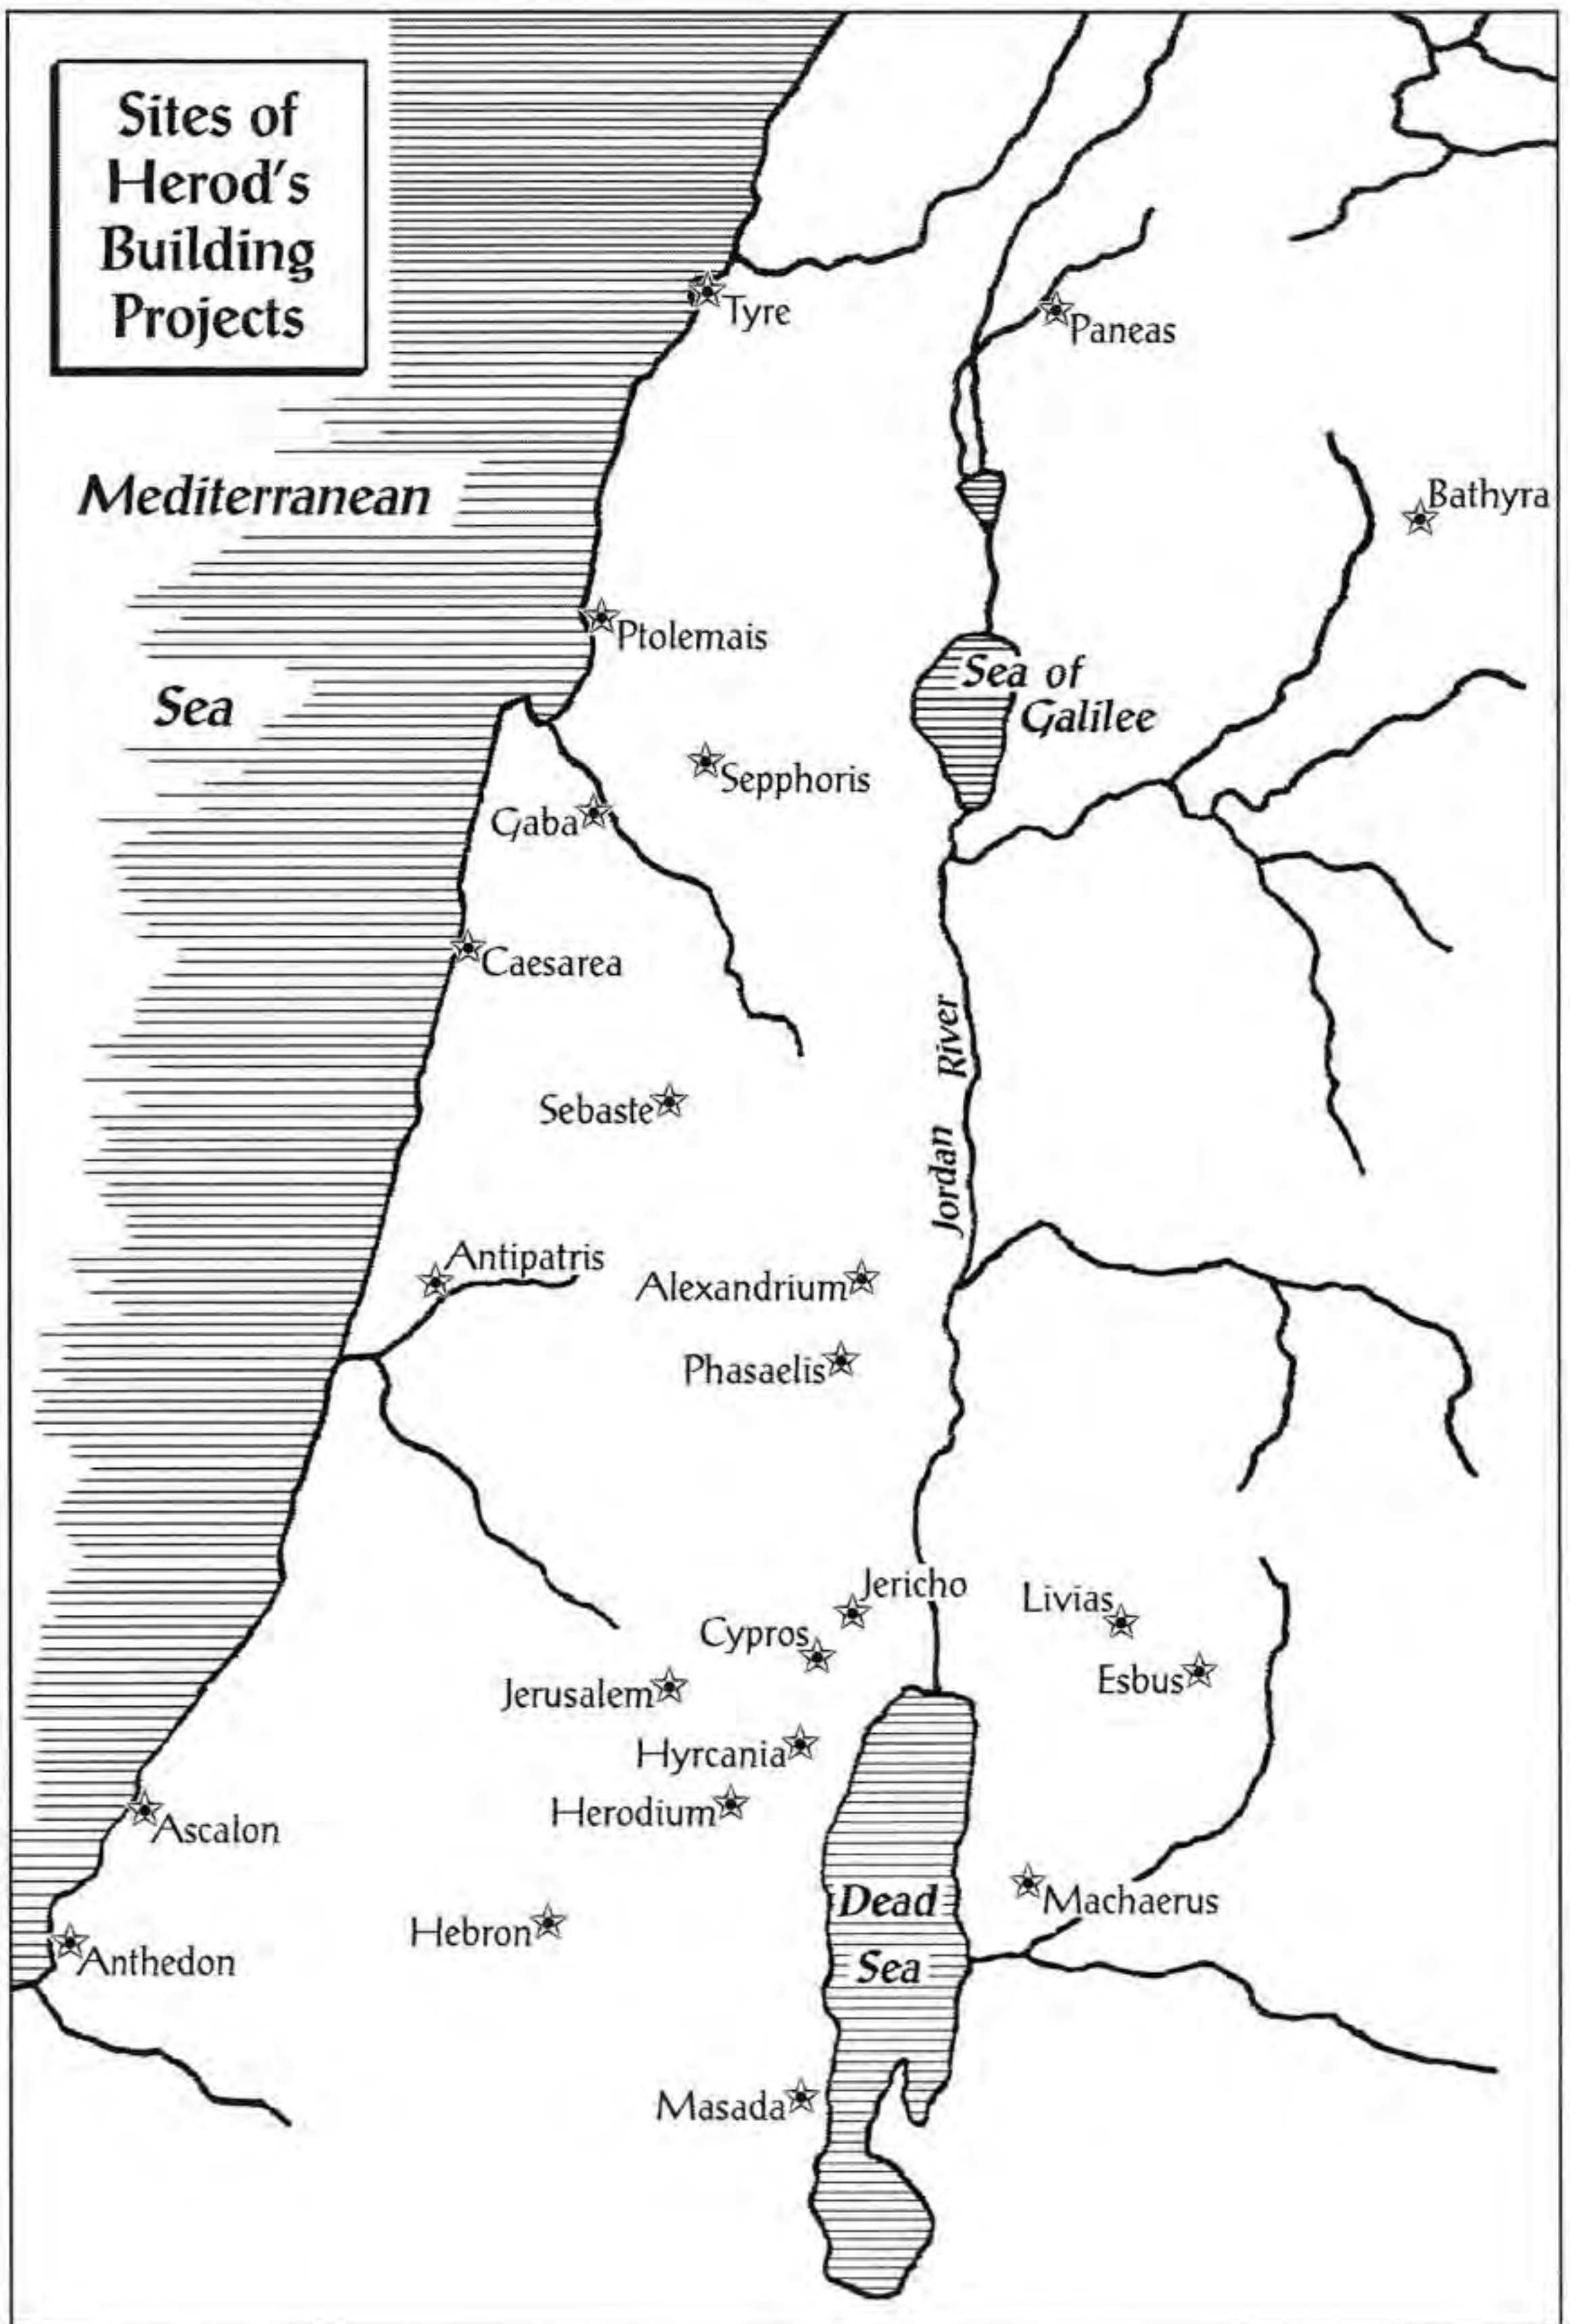 Sites of
Herod's
Building
Projects
Tyre
Paneas
Mediterranean
Bathyra
Ptolemais
Sea of
Galilee
Sea
Sepphoris
Gaba
Caesarea
Jordan River
Sebaste
Antipatris
Alexandrium
Phasaelis
Jericho
Livias
Cypros
Esbus
Jerusalem
Hyrcania
Herodium
Ascalon
Dead
Machaerus
Hebron
Anthedon
Sea
Masada